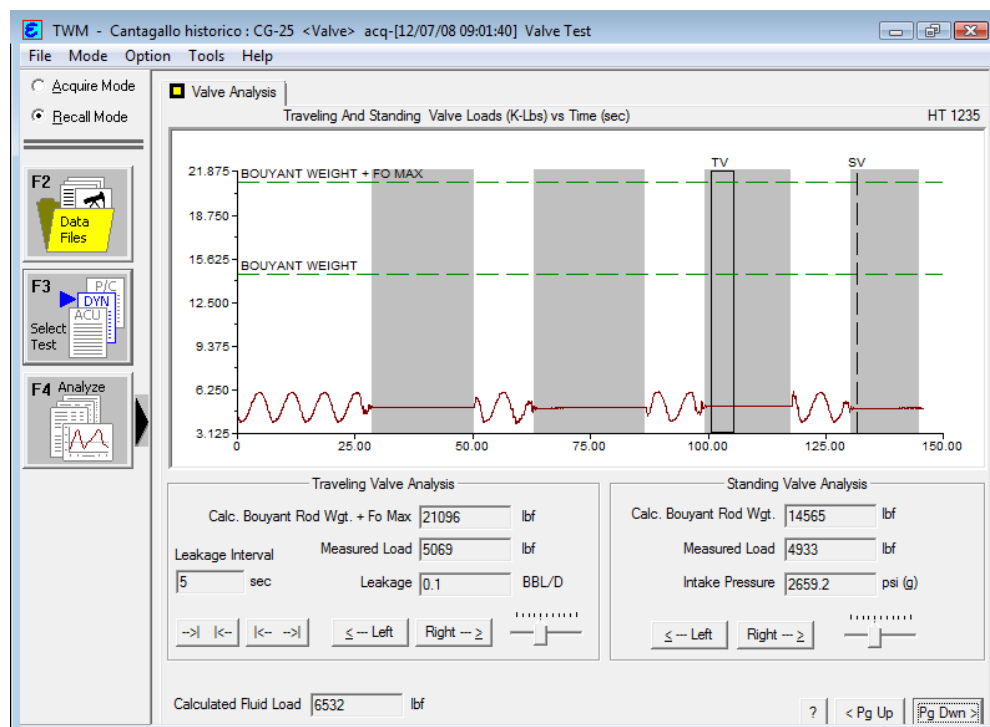 TWM - Cantagallo historico : CG-25 <Valve> acq-[12/07/08 09:01:40] Valve Test
File Mode Option Tools Help
Acquire Mode
Recall Mode
F2
Data
Files
F3
P/C
DYN
ACU
Select
Test
F4 Analyze
Valve Analysis
Traveling And Standing Valve Loads (K-Lbs) vs Time (sec)
HT 1235
TV
SV
21.875
BOUYANT WEIGHT + FO MAX
18.750
15.625
BOUYANT WEIGHT
12.500
9.375
6.250
3.125
0 25.00 50.00 75.00 100.00 125.00 150.00
Traveling Valve Analysis
Calc. Bouyant Rod Wgt. + Fo Max 21096 lbf
Leakage Interval
Measured Load 5069 lbf
5 sec
Leakage 0.1 BBL/D
-->| |<-- |<-- -->| < --- Left Right --- >
Standing Valve Analysis
Calc. Bouyant Rod Wgt. 14565 lbf
Measured Load 4933 lbf
Intake Pressure 2659.2 psi (g)
< --- Left Right --- >
Calculated Fluid Load 6532 lbf
? < Pg Up Pg Dwn >